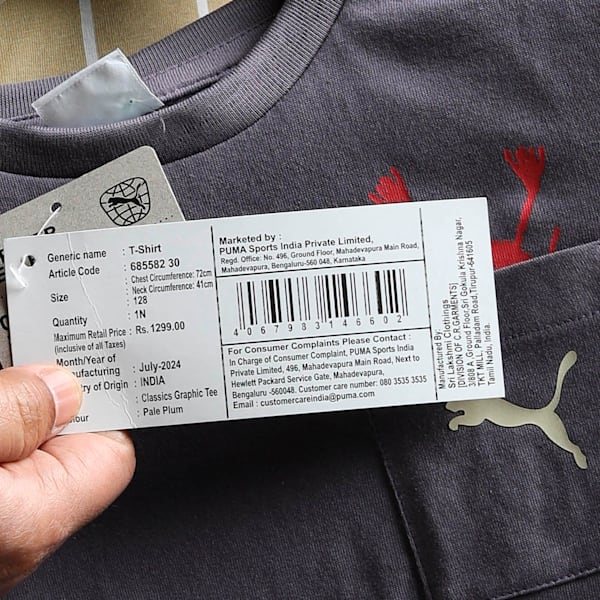 Generic name : T-Shirt
Article Code : 685582 30
: Chest Circumference: 72cm
Neck Circumference: 41cm
Size : 128
Quantity : 1N
Maximum Retail Price : Rs. 1299.00
(inclusive of all Taxes)
Month/Year of
: July-2024
of Origin : INDIA
: Classics Graphic Tee
: Pale Plum
Marketed by :
PUMA Sports India Private Limited,
Regd. Office: No. 496, Ground Floor, Mahadevapura Main Road,
Mahadevapura, Bengaluru-560 048, Karnataka
4067983146602
For Consumer Complaints Please Contact :
In Charge of Consumer Complaint, PUMA Sports India
Private Limited, 496, Mahadevapura Main Road, Next to
Hewlett Packard Service Gate, Mahadevapura,
Bengaluru -560048. Customer care number: 080 3535 3535
Email : customercareindia@puma.com
Manufactured By:
Sri Lakshmi Clothings
[DIVISION OF C.R.GARMENTS]
3/808 A, Ground Floor, Sri Gokula Krishna Nagar,
TKT MILL, Palladam Road, Tirupur-641605
Tamil Nadu, India.